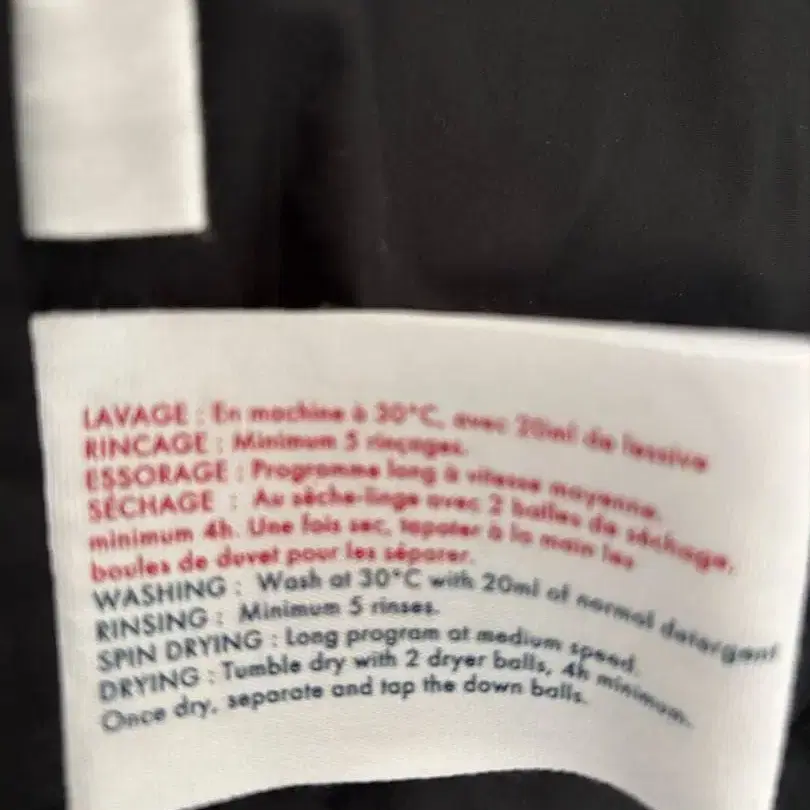 LAVAGE : En machine à 30°C, avec 20ml de lessive
RINCAGE : Minimum 5 rinçages.
ESSORAGE : Programme long à vitesse moyenne.
SÉCHAGE : Au sèche-linge avec 2 balles de séchage,
minimum 4h. Une fois sec, tapoter à la main les
boules de duvet pour les séparer.
WASHING : Wash at 30°C with 20ml of normal detergent
RINSING : Minimum 5 rinses.
SPIN DRYING : Long program at medium speed.
DRYING : Tumble dry with 2 dryer balls, 4h minimum.
Once dry, separate and tap the down balls.